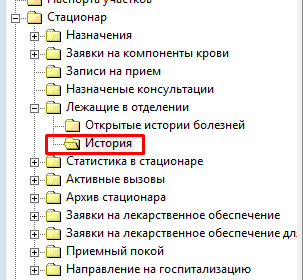 Паспорта участков
Стационар
Назначения
Заявки на компоненты крови
Записи на прием
Назначеные консультации
Лежащие в отделении
Открытые истории болезней
История
Статистика в стационаре
Активные вызовы
Архив стационара
Заявки на лекарственное обеспечение
Заявки на лекарственное обеспечение для
Приемный покой
Направление на госпитализацию